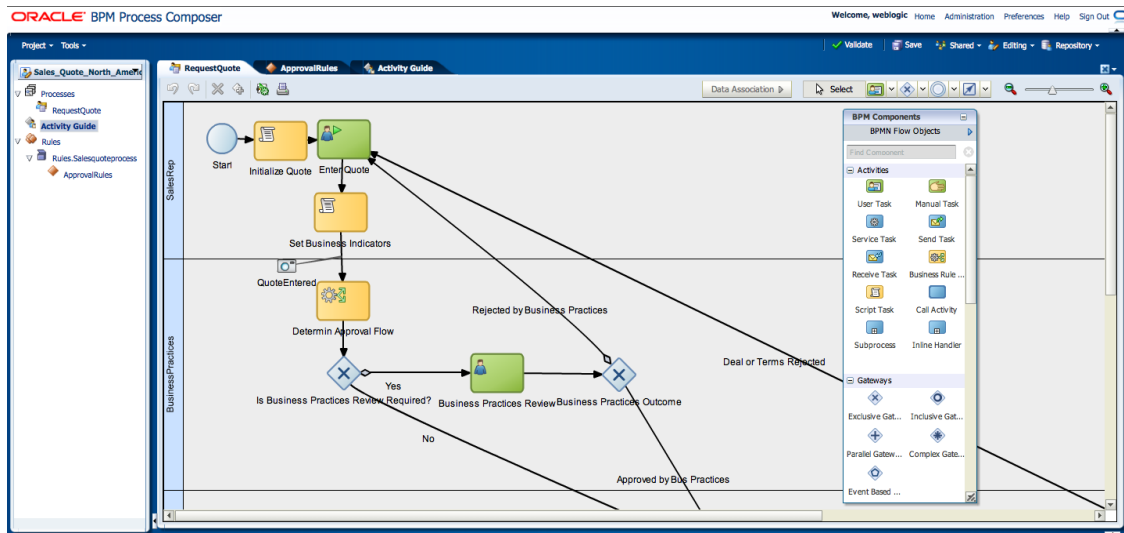 ORACLE BPM Process Composer
Welcome, weblogic Home Administration Preferences Help Sign Out
Project Tools
Validate Save Shared Editing Repository
Sales_Quote_North_Americ
RequestQuote ApprovalRules Activity Guide
Processes
RequestQuote
Activity Guide
Rules
Rules.Salesquoteprocess
ApprovalRules
Data Association Select
SalesRep
Start
Initialize Quote
Enter Quote
Set Business Indicators
QuoteEntered
BusinessPractices
Determin Approval Flow
Rejected by Business Practices
Deal or Terms Rejected
Yes
Is Business Practices Review Required?
Business Practices Review
Business Practices Outcome
No
Approved by Bus Practices
BPM Components
BPMN Flow Objects
Find Component
Activities
User Task Manual Task
Service Task Send Task
Receive Task Business Rule ...
Script Task Call Activity
Subprocess Inline Handler
Gateways
Exclusive Gat... Inclusive Gat...
Parallel Gatew... Complex Gate...
Event Based ...